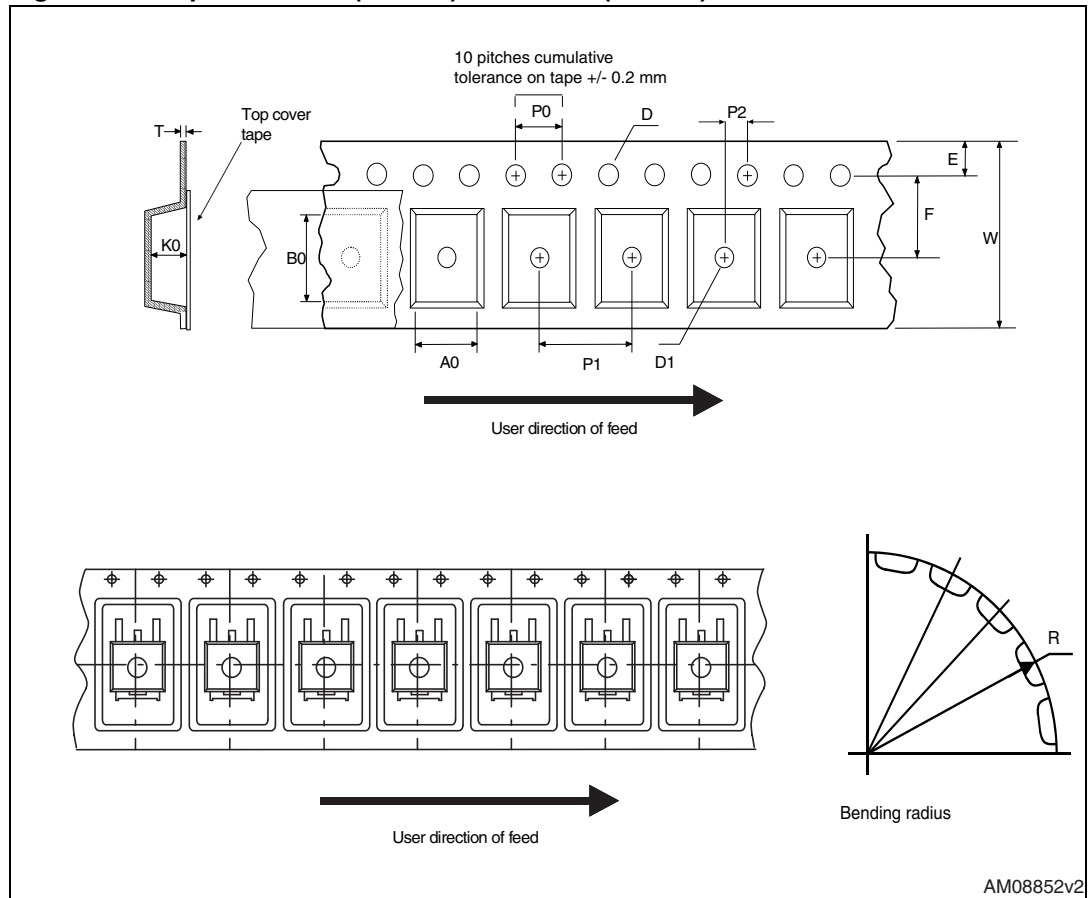 10 pitches cumulative
tolerance on tape +/- 0.2 mm
Top cover
tape
T
P0
D
P2
E
F
W
K0
B0
A0
P1
D1
User direction of feed
R
Bending radius
User direction of feed
AM08852v2